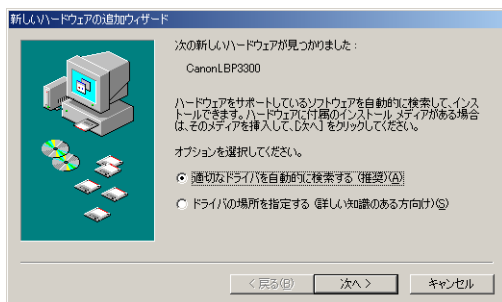 新しいハードウェアの追加ウィザード
次の新しいハードウェアが見つかりました：
CanonLBP3300
ハードウェアをサポートしているソフトウェアを自動的に検索して、インス
トールできます。ハードウェアに付属のインストール メディアがある場合
は、そのメディアを挿入して、[次へ] をクリックしてください。
オプションを選択してください。
適切なドライバを自動的に検索する (推奨)(A)
ドライバの場所を指定する (詳しい知識のある方向け)(S)
< 戻る(B) 次へ > キャンセル